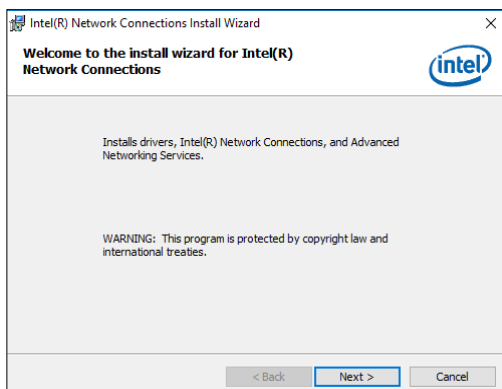 Intel(R) Network Connections Install Wizard
Welcome to the install wizard for Intel(R)
Network Connections
intel
Installs drivers, Intel(R) Network Connections, and Advanced
Networking Services.
WARNING: This program is protected by copyright law and
international treaties.
< Back
Next >
Cancel